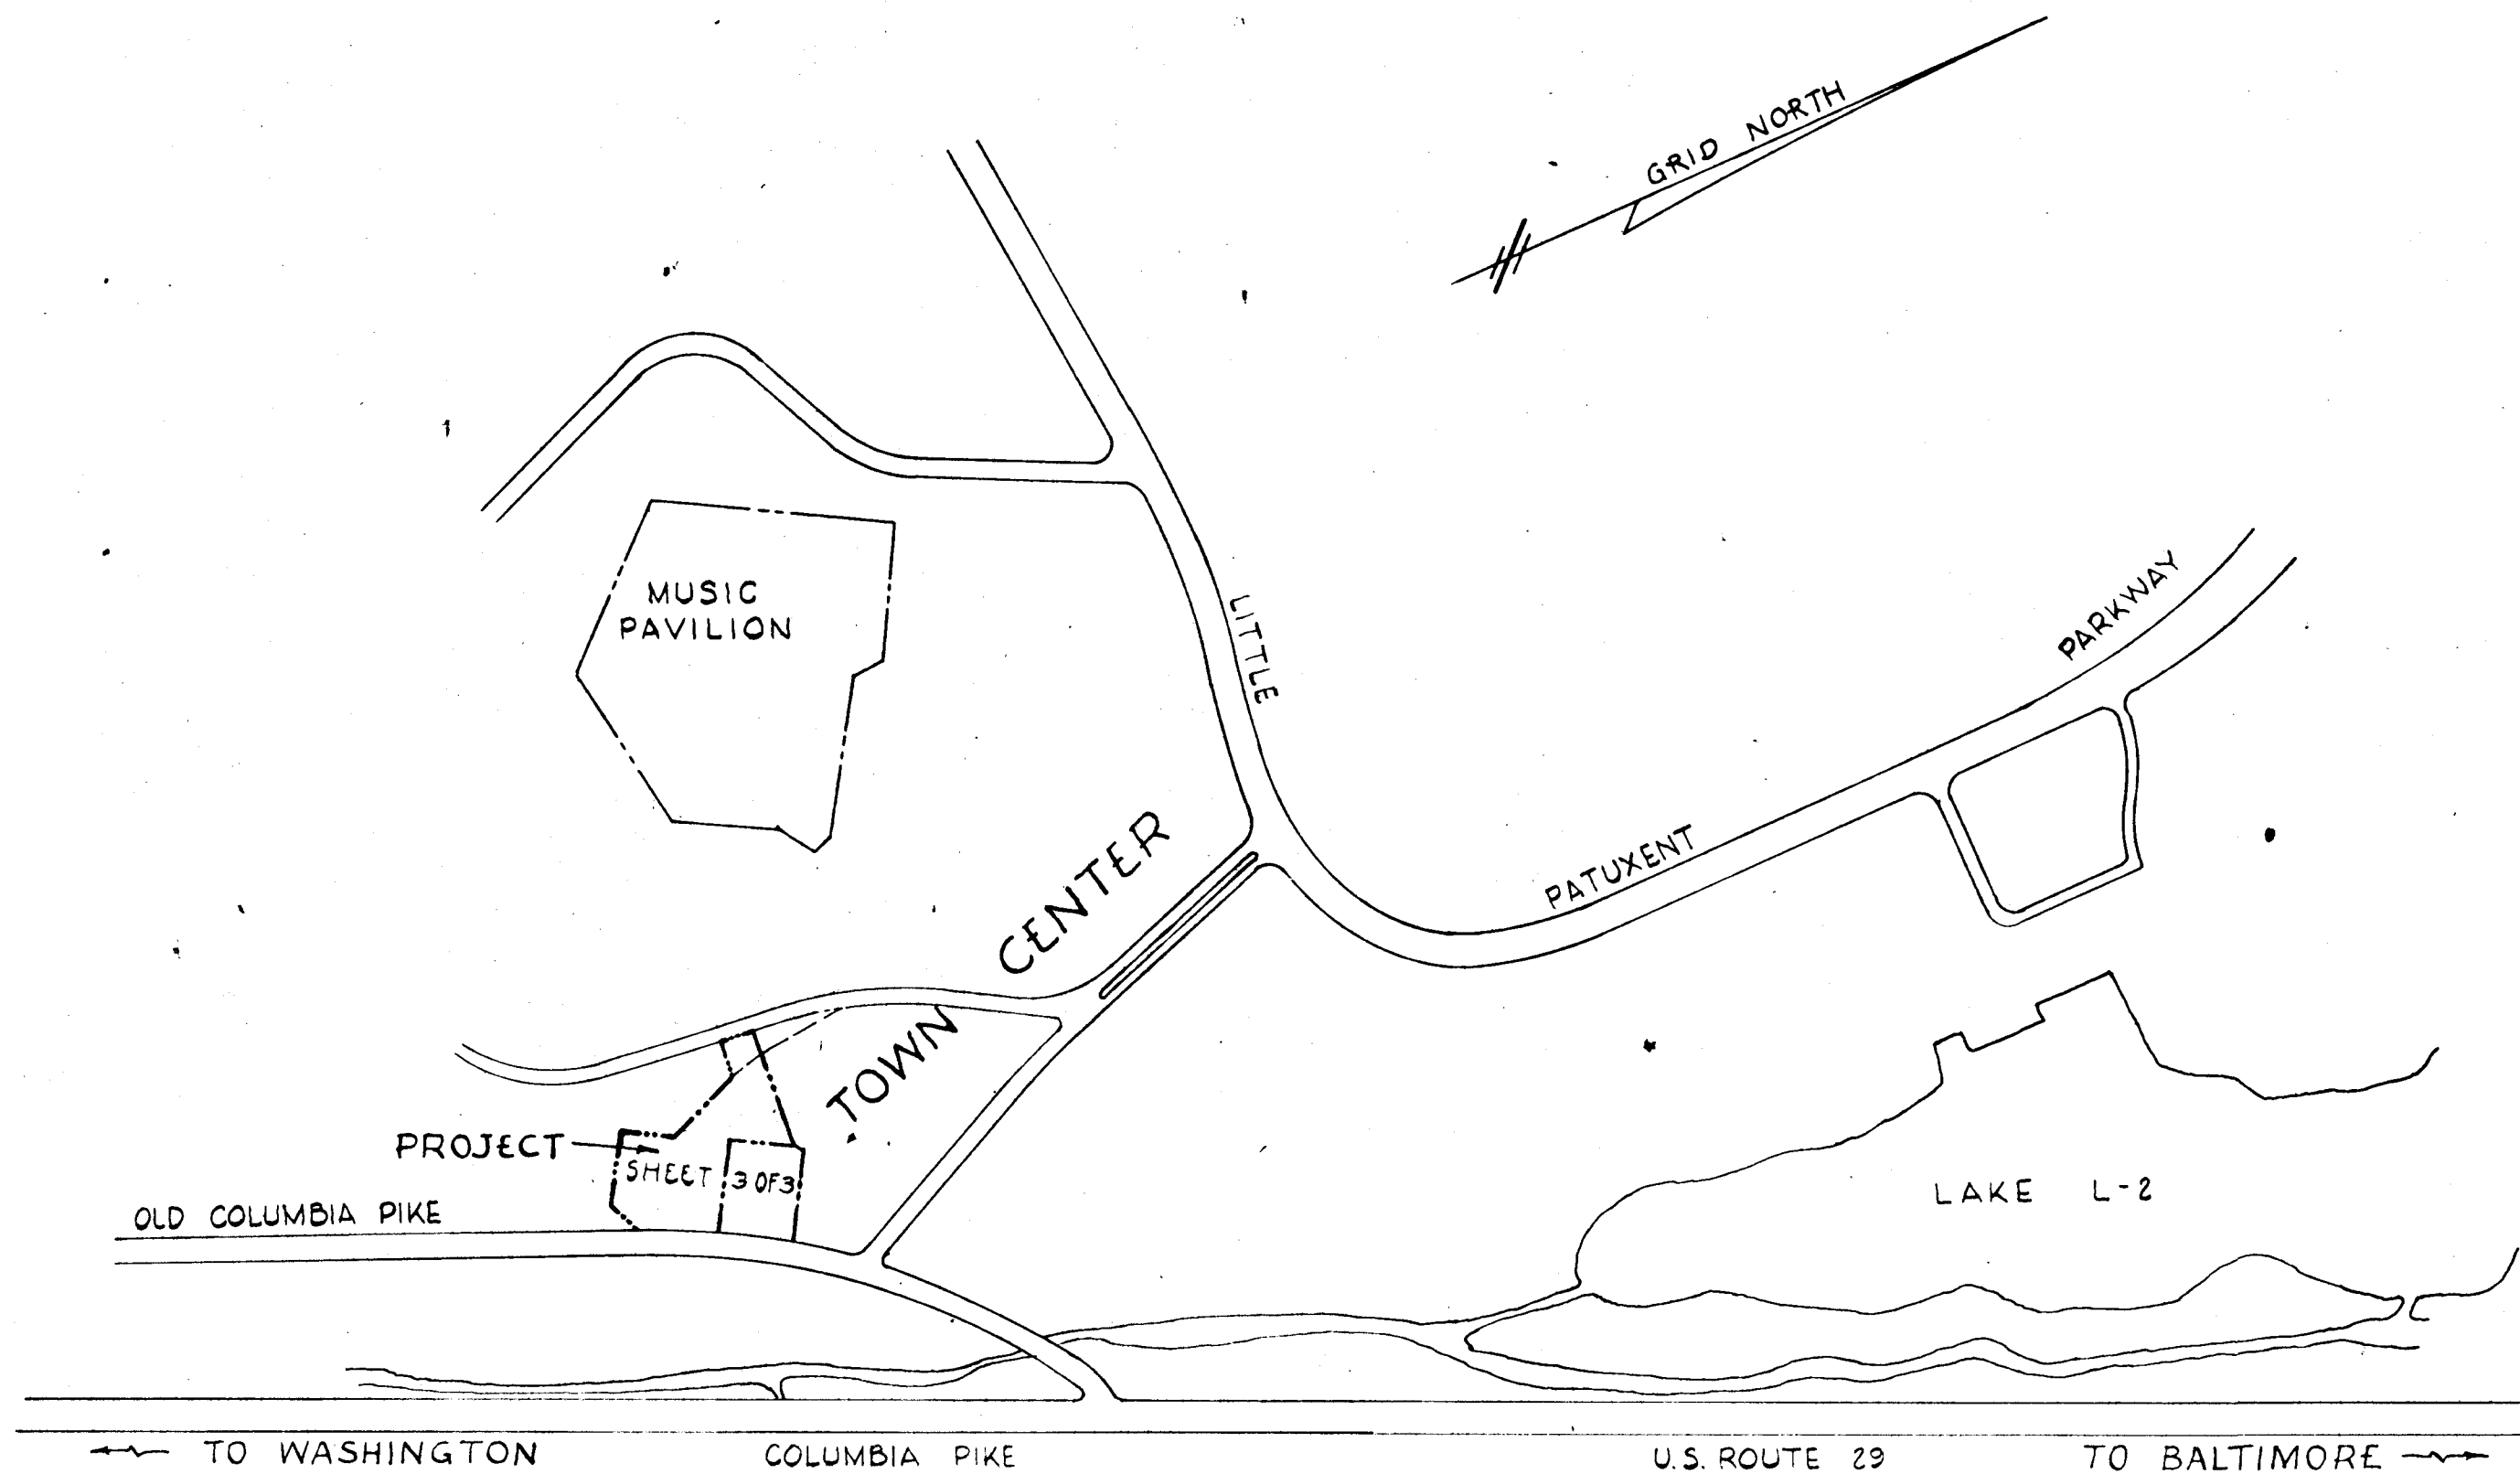 GRID NORTH
MUSIC
PAVILION
LITTLE
PATUXENT
PARKWAY
TOWN CENTER
PROJECT
SHEET 3 OF 3
OLD COLUMBIA PIKE
LAKE L-2
TO WASHINGTON
COLUMBIA PIKE
U.S. ROUTE 29
TO BALTIMORE